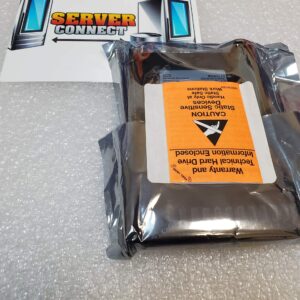 SERVER
CONNECT
Warranty and
Technical Hard Drive
Information Enclosed
CAUTION
Static Sensitive
Devices
Handle Only at
Static Safe
Work Stations